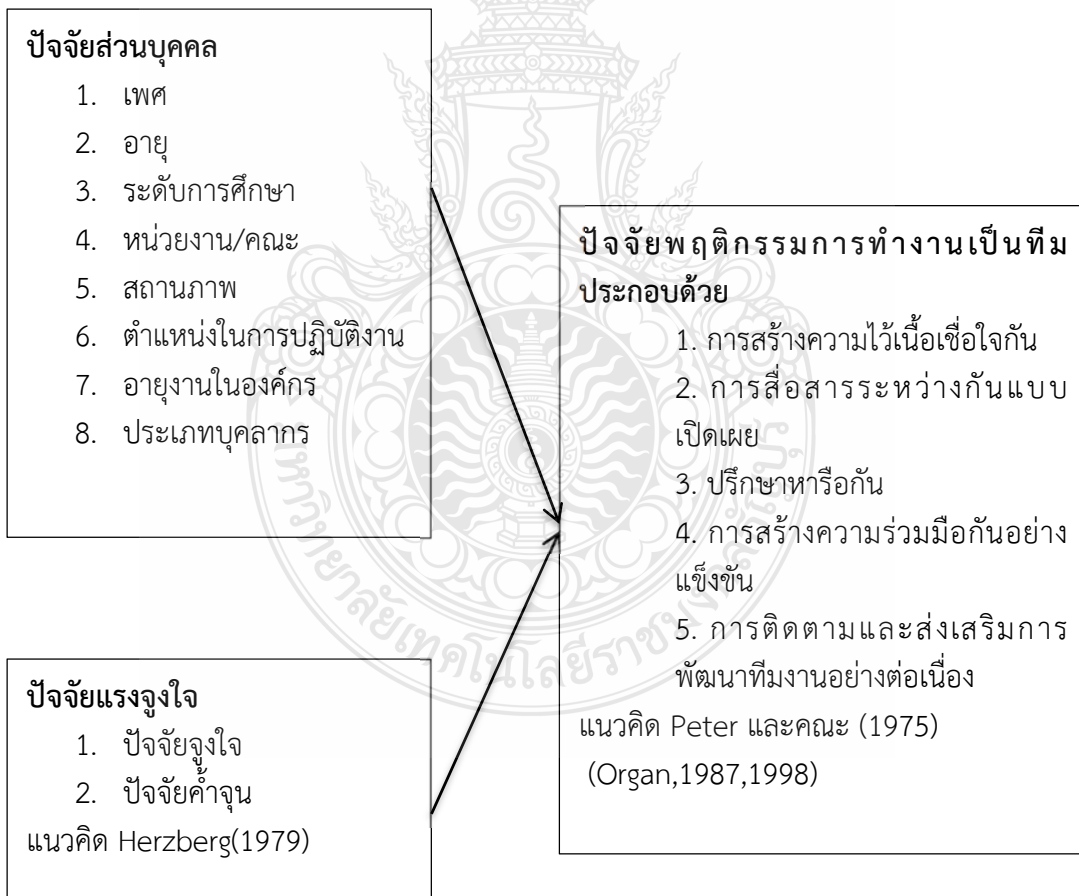 ปัจจัยส่วนบุคคล
1. เพศ
2. อายุ
3. ระดับการศึกษา
4. หน่วยงาน/คณะ
5. สถานภาพ
6. ตำแหน่งในการปฏิบัติงาน
7. อายุงานในองค์กร
8. ประเภทบุคลากร
ปัจจัยแรงจูงใจ
1. ปัจจัยจูงใจ
2. ปัจจัยค้ำจุน
แนวคิด Herzberg(1979)
ปัจจัยพฤติกรรมการทำงานเป็นทีม
ประกอบด้วย
1. การสร้างความไว้เนื้อเชื่อใจกัน
2. การสื่อสารระหว่างกันแบบ
เปิดเผย
3. ปรึกษาหารือกัน
4. การสร้างความร่วมมือกันอย่าง
แข็งขัน
5. การติดตามและส่งเสริมการ
พัฒนาทีมงานอย่างต่อเนื่อง
แนวคิด Peter และคณะ (1975)
(Organ,1987,1998)